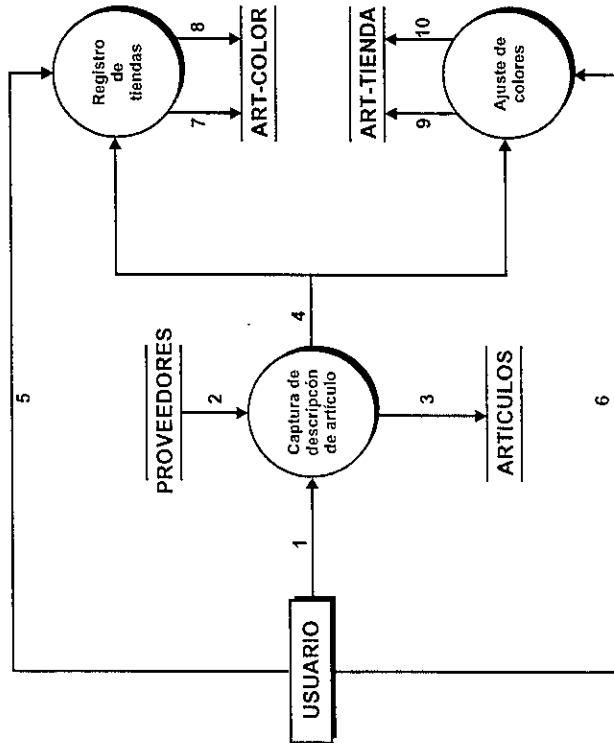 5
PROVEEDORES
2
USUARIO
1
Captura de
descripcón
de artículo
3
ARTICULOS
4
Registro
de
tiendas
7
8
ART-COLOR
ART-TIENDA
9
10
Ajuste de
colores
6